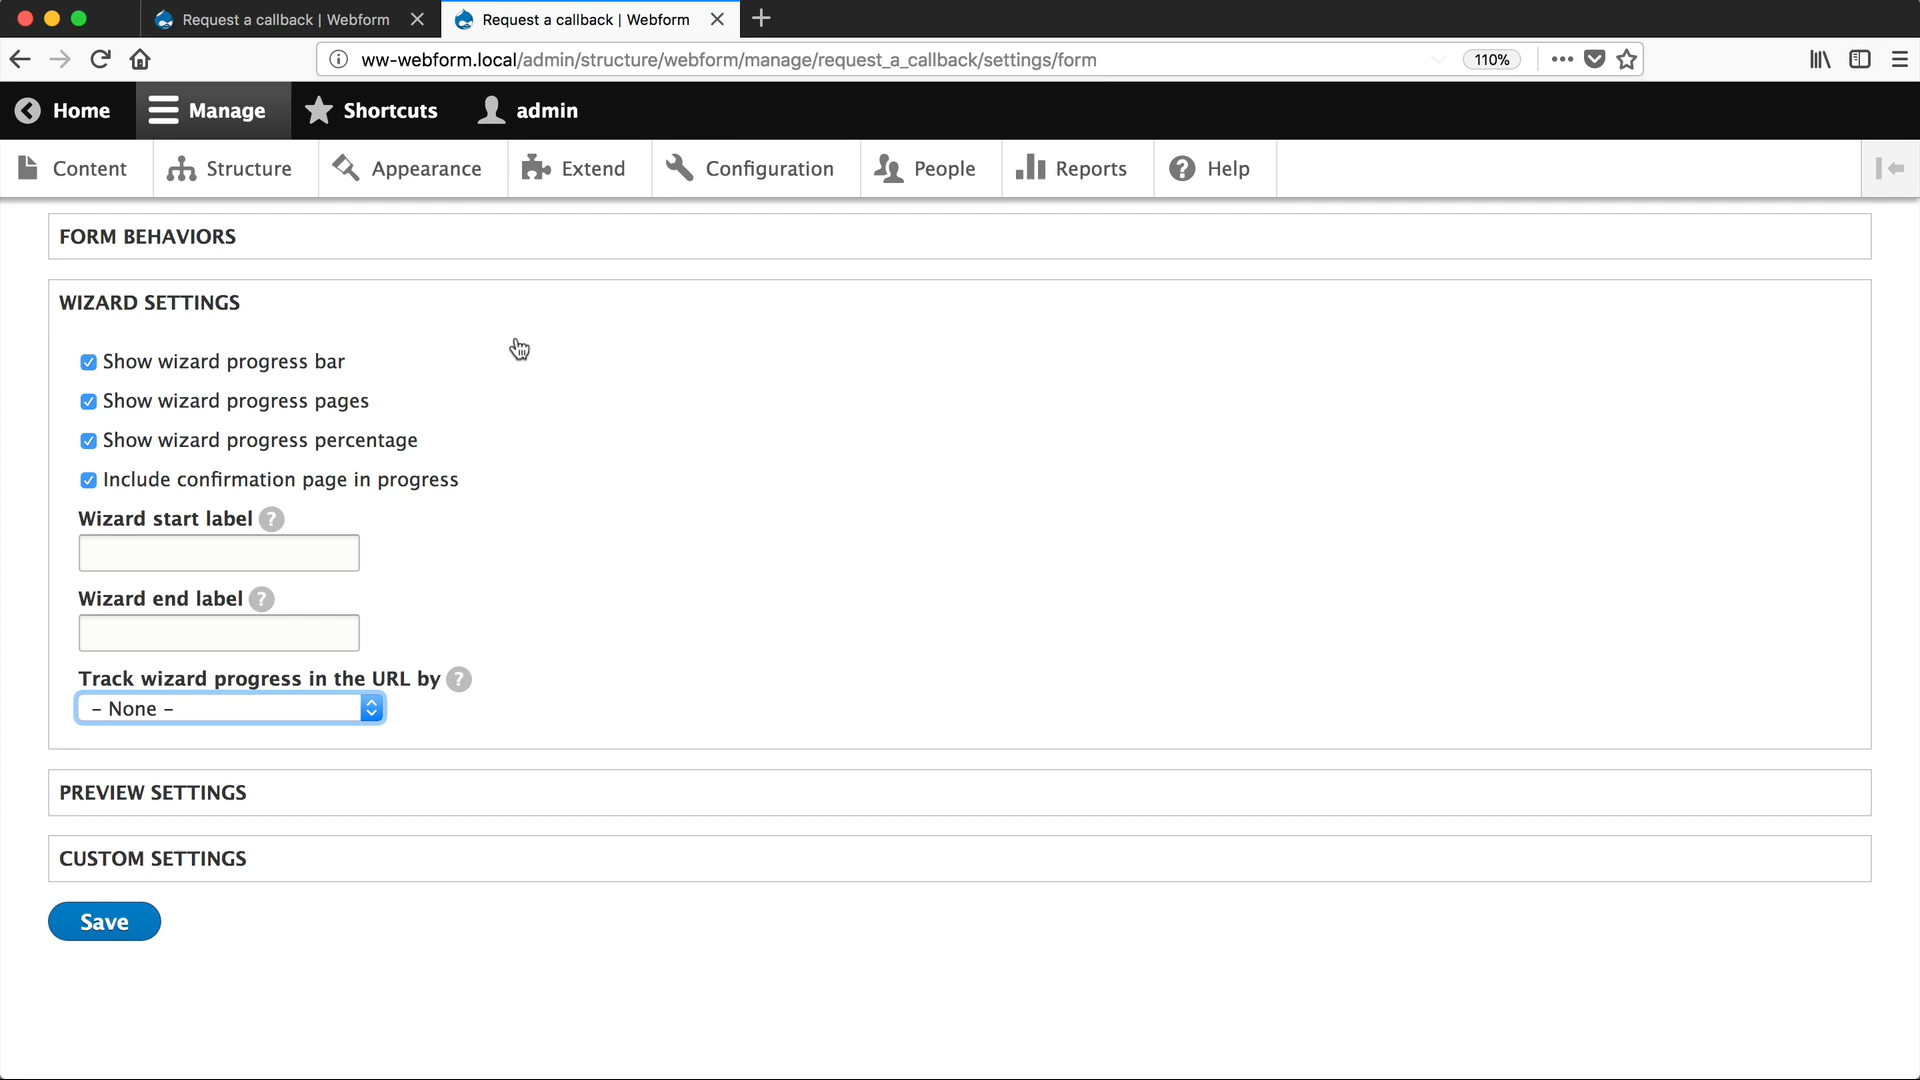 Request a callback | Webform
Request a callback | Webform
ww-webform.local/admin/structure/webform/manage/request_a_callback/settings/form
110%
Home
Manage
Shortcuts
admin
Content
Structure
Appearance
Extend
Configuration
People
Reports
Help
FORM BEHAVIORS
WIZARD SETTINGS
Show wizard progress bar
Show wizard progress pages
Show wizard progress percentage
Include confirmation page in progress
Wizard start label ?
Wizard end label ?
Track wizard progress in the URL by ?
- None -
PREVIEW SETTINGS
CUSTOM SETTINGS
Save